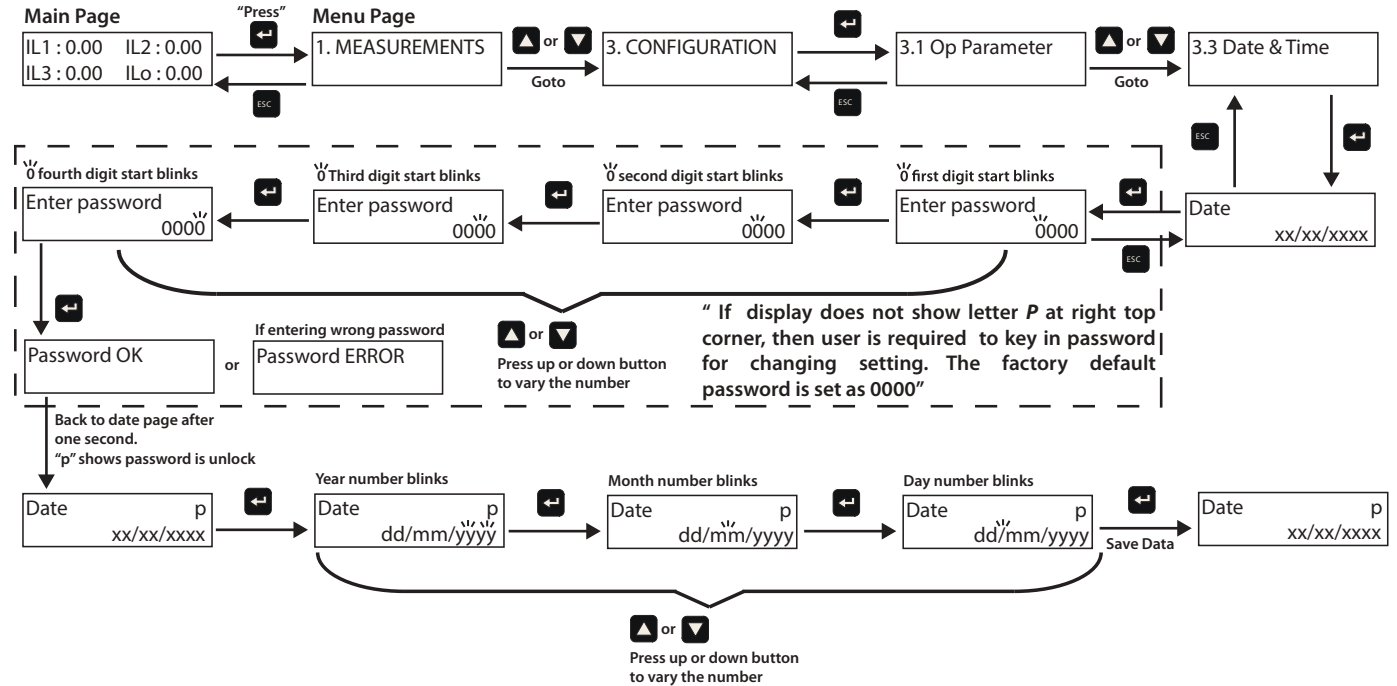 Main Page
"Press"
Menu Page
IL1 : 0.00 IL2 : 0.00
IL3 : 0.00 ILo : 0.00
ESC
1. MEASUREMENTS
or
Goto
3. CONFIGURATION
ESC
3.1 Op Parameter
or
Goto
3.3 Date & Time
ESC
0 fourth digit start blinks
Enter password
0000
0 Third digit start blinks
Enter password
0000
0 second digit start blinks
Enter password
0000
0 first digit start blinks
Enter password
0000
ESC
Date
xx/xx/xxxx
Password OK
or
If entering wrong password
Password ERROR
or
Press up or down button
to vary the number
" If display does not show letter P at right top
corner, then user is required to key in password
for changing setting. The factory default
password is set as 0000"
Back to date page after
one second.
"p" shows password is unlock
Date p
xx/xx/xxxx
Year number blinks
Date p
dd/mm/yyyy
Month number blinks
Date p
dd/mm/yyyy
Day number blinks
Date p
dd/mm/yyyy
Save Data
Date p
xx/xx/xxxx
or
Press up or down button
to vary the number